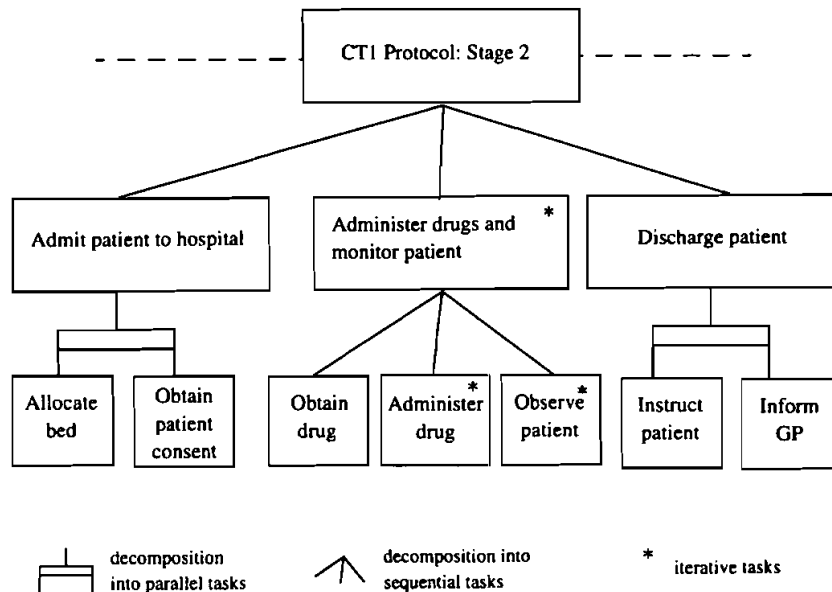 CT1 Protocol: Stage 2
Admit patient to hospital
Administer drugs and *
monitor patient
Discharge patient
Allocate
bed
Obtain
patient
consent
Obtain
drug
*
Administer
drug
*
Observe
patient
Instruct
patient
Inform
GP
decomposition
into parallel tasks
decomposition into
sequential tasks
* iterative tasks